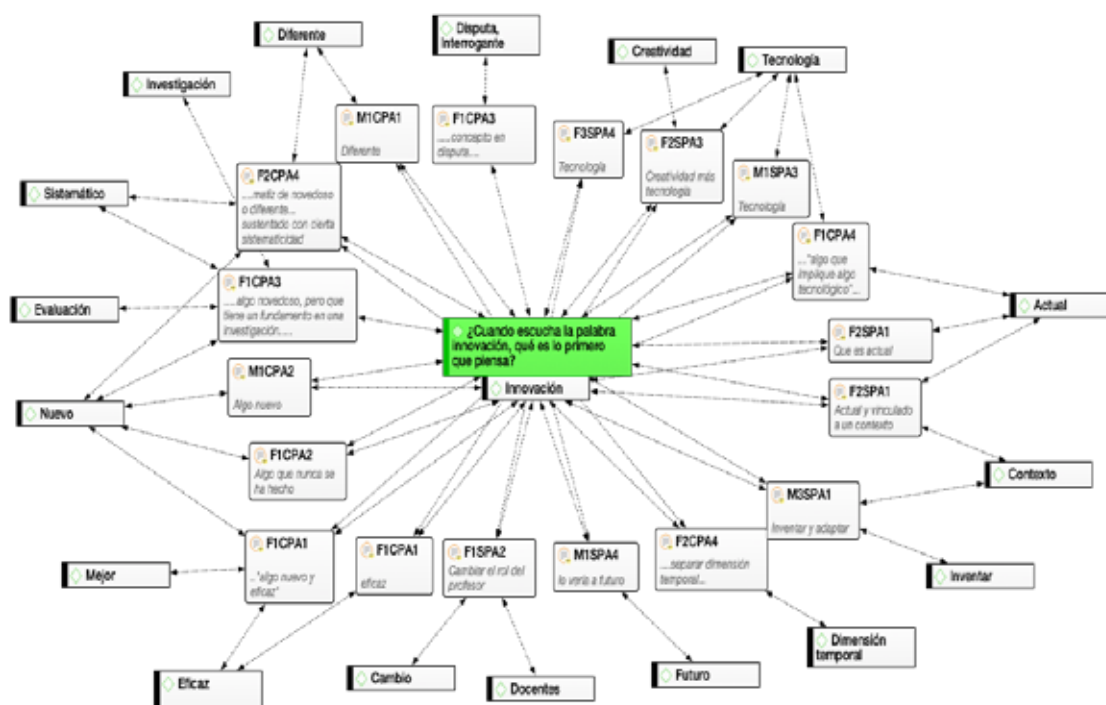 Diferente
Disputa,
Interrogante
Creatividad
Tecnología
Investigación
M1CPA1
Diferente
F1CPA3
.....concepto en
disputa....
F3SPA4
Tecnología
F2SPA3
Creatividad más
tecnología
M1SPA3
Tecnología
F2CPA4
....matiz de novedoso
o diferente...
sustentado con cierta
sistematicidad
Sistemático
F1CPA4
..."algo que
implique algo
tecnológico"...
F1CPA3
.....algo novedoso, pero que
tiene un fundamento en una
investigación.....
Evaluación
Actual
¿Cuando escucha la palabra
innovación, qué es lo primero
que piensa?
F2SPA1
Que es actual
M1CPA2
Algo nuevo
Innovación
F2SPA1
Actual y vinculado
a un contexto
Nuevo
F1CPA2
Algo que nunca se
ha hecho
Contexto
M3SPA1
Inventar y adaptar
F1CPA1
.."algo nuevo y
eficaz"
F1CPA1
eficaz
F1SPA2
Cambiar el rol del
profesor
M1SPA4
lo vería a futuro
F2CPA4
....separar dimensión
temporal...
Mejor
Inventar
Dimensión
temporal
Eficaz
Cambio
Docentes
Futuro